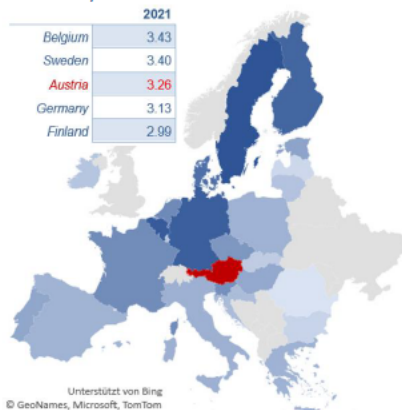 2021
Belgium 3.43
Sweden 3.40
Austria 3.26
Germany 3.13
Finland 2.99
Unterstützt von Bing
© GeoNames, Microsoft, TomTom